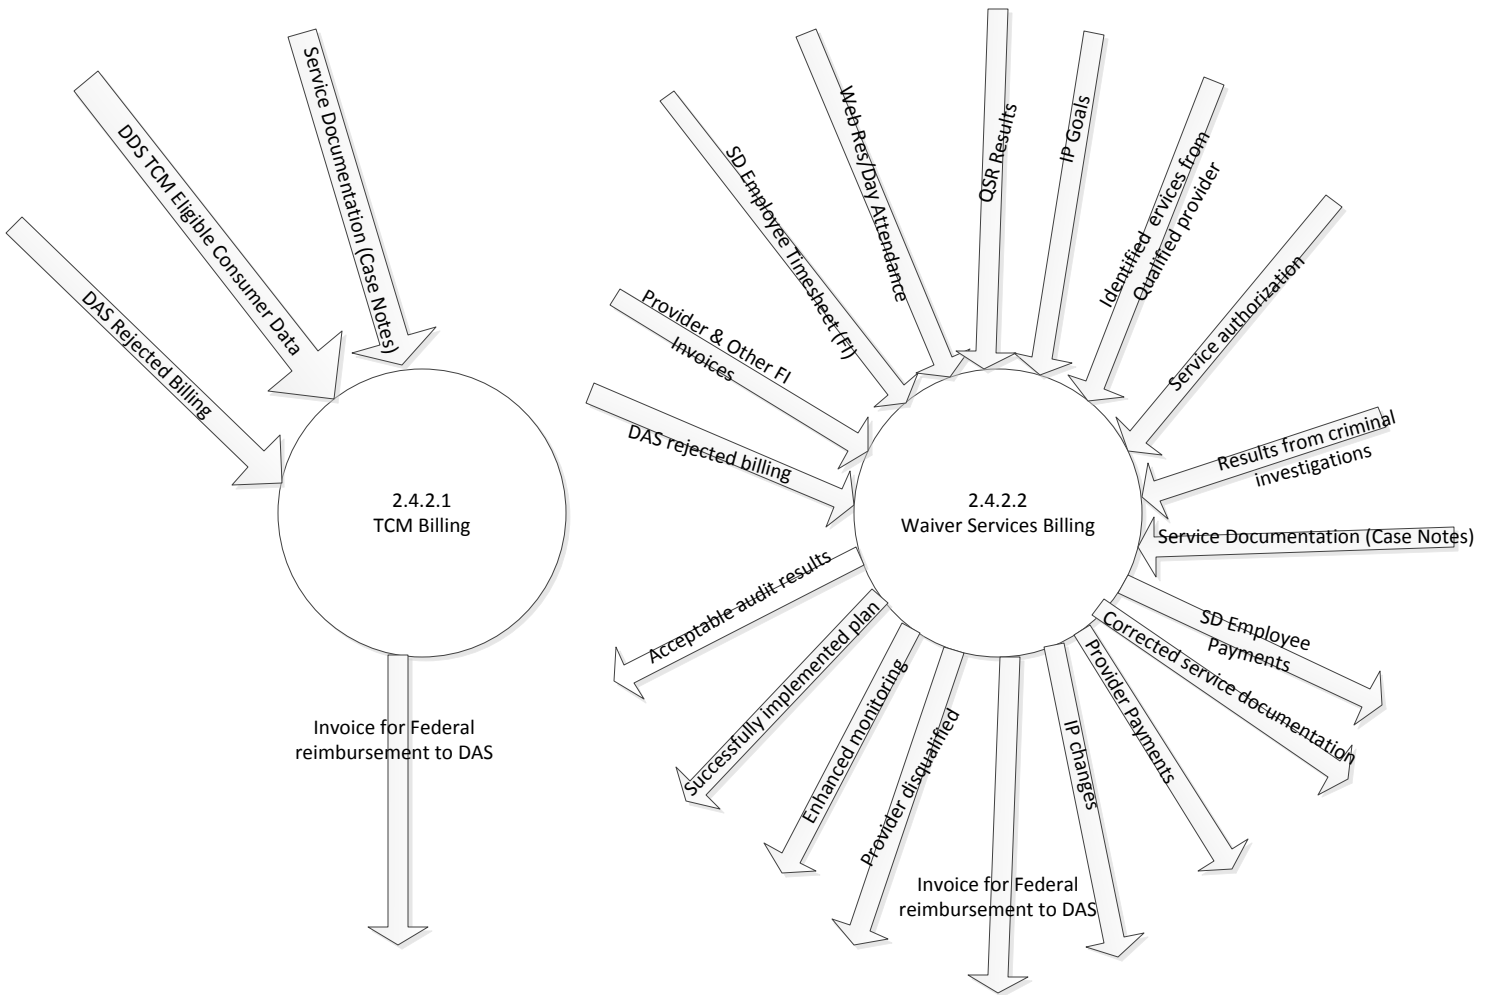 Service Documentation (Case Notes)
DDS TCM Eligible Consumer Data
DAS Rejected Billing
2.4.2.1
TCM Billing
Invoice for Federal
reimbursement to DAS
DAS rejected billing
Provider & Other FI
Invoices
SD Employee Timesheet (FI)
Web Res/Day Attendance
QSR Results
IP Goals
Identified  ervices from
Qualified provider
Service authorization
Results from criminal
investigations
Service Documentation (Case Notes)
2.4.2.2
Waiver Services Billing
SD Employee
Payments
Corrected service documentation
Provider Payments
IP changes
Invoice for Federal
reimbursement to DAS
Provider disqualified
Enhanced monitoring
Successfully implemented plan
Acceptable audit results